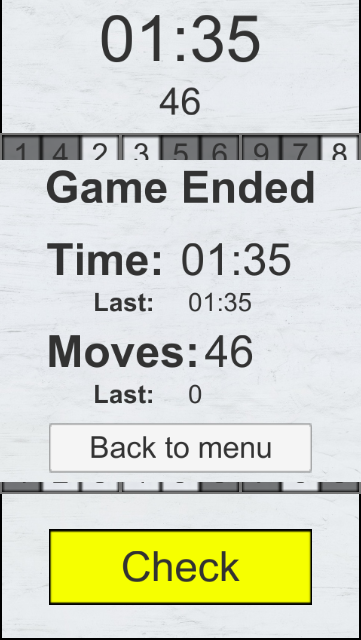 01:35
46
1 4 2 3 5 6 9 7 8
Game Ended
Time: 01:35
Last: 01:35
Moves: 46
Last: 0
Back to menu
Check